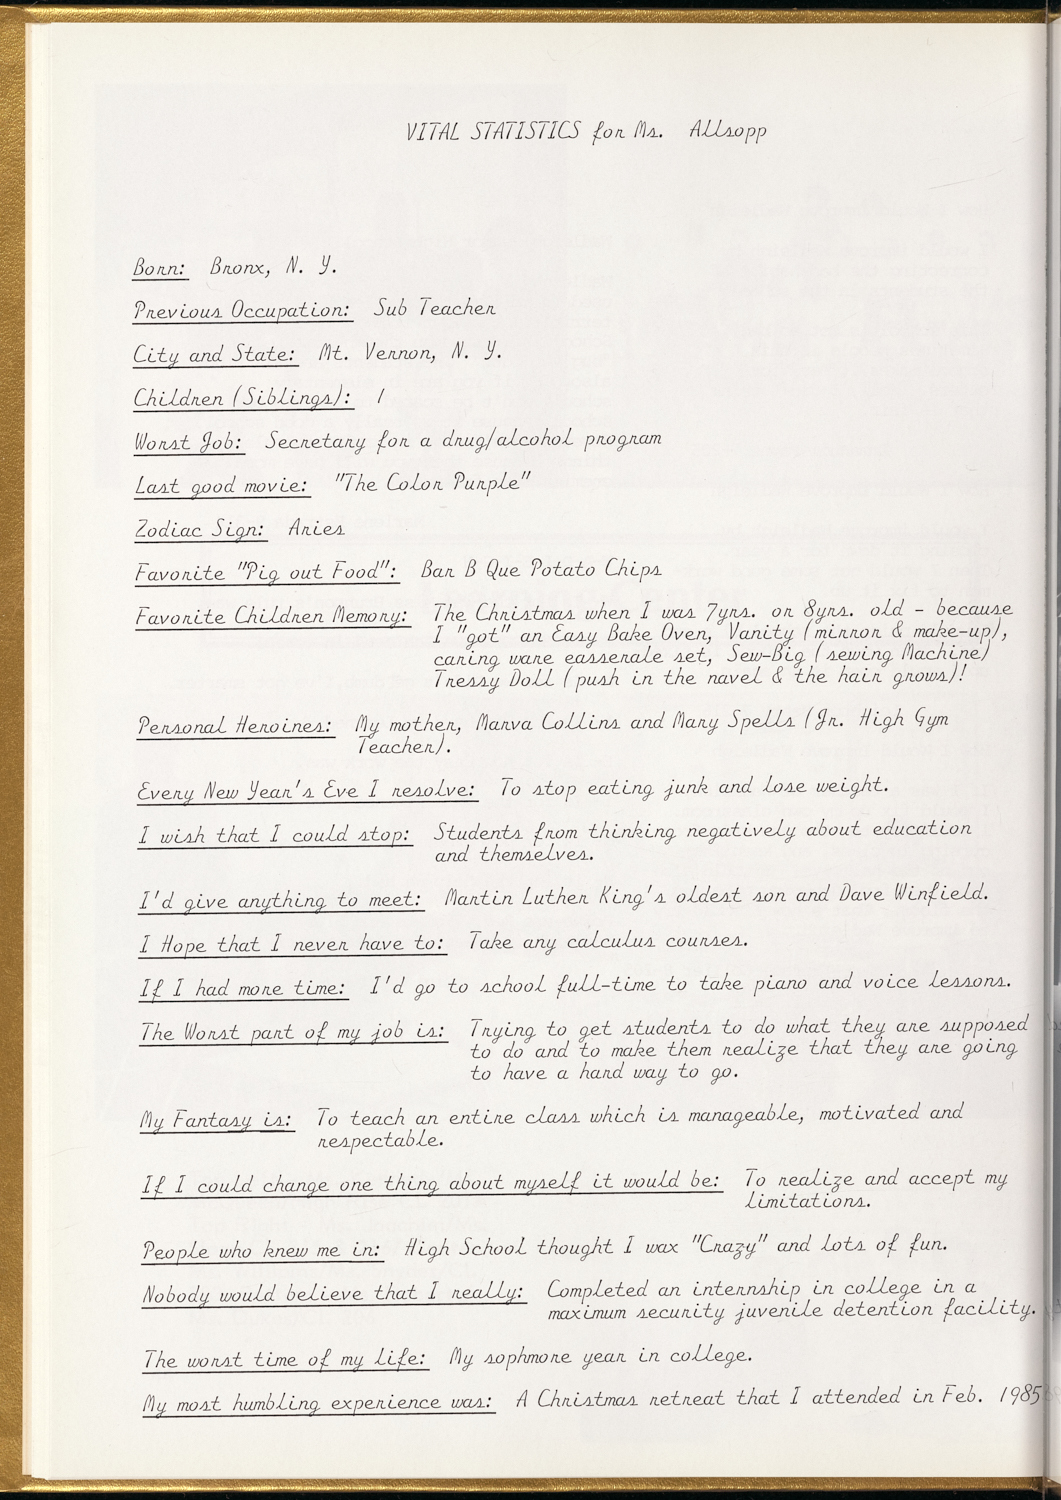 VITAL STATISTICS for Ms. Allsopp
Born: Bronx, N. Y.
Previous Occupation: Sub Teacher
City and State: Mt. Vernon, N. Y.
Children (Siblings): 1
Worst Job: Secretary for a drug/alcohol program
Last good movie: "The Color Purple"
Zodiac Sign: Aries
Favorite "Pig out Food": Bar B Que Potato Chips
Favorite Children Memory: The Christmas when I was 7yrs. or 8yrs. old - because
I "got" an Easy Bake Oven, Vanity (mirror & make-up),
caring ware easserale set, Sew-Big (sewing Machine)
Tressy Doll (push in the navel & the hair grows)!
Personal Heroines: My mother, Marva Collins and Mary Spells (Jr. High Gym
Teacher).
Every New Year's Eve I resolve: To stop eating junk and lose weight.
I wish that I could stop: Students from thinking negatively about education
and themselves.
I'd give anything to meet: Martin Luther King's oldest son and Dave Winfield.
I Hope that I never have to: Take any calculus courses.
If I had more time: I'd go to school full-time to take piano and voice lessons.
The Worst part of my job is: Trying to get students to do what they are supposed
to do and to make them realize that they are going
to have a hard way to go.
My Fantasy is: To teach an entire class which is manageable, motivated and
respectable.
If I could change one thing about myself it would be: To realize and accept my
limitations.
People who knew me in: High School thought I wax "Crazy" and lots of fun.
Nobody would believe that I really: Completed an internship in college in a
maximum security juvenile detention facility.
The worst time of my life: My sophmore year in college.
My most humbling experience was: A Christmas retreat that I attended in Feb. 1985